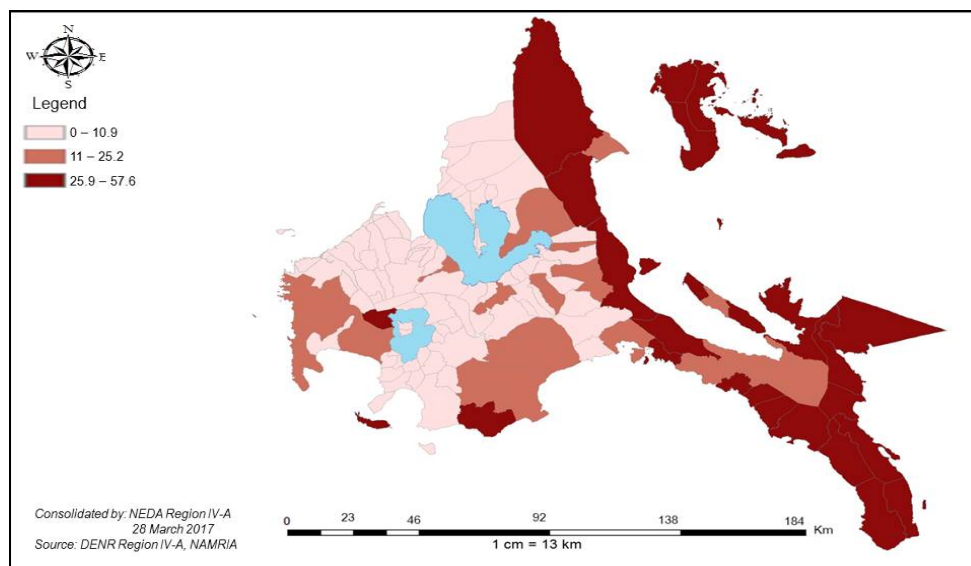 N
W E
S
Legend
0 – 10.9
11 – 25.2
25.9 – 57.6
Consolidated by: NEDA Region IV-A
28 March 2017
Source: DENR Region IV-A, NAMRIA
0 23 46 92 138 184 Km
1 cm = 13 km